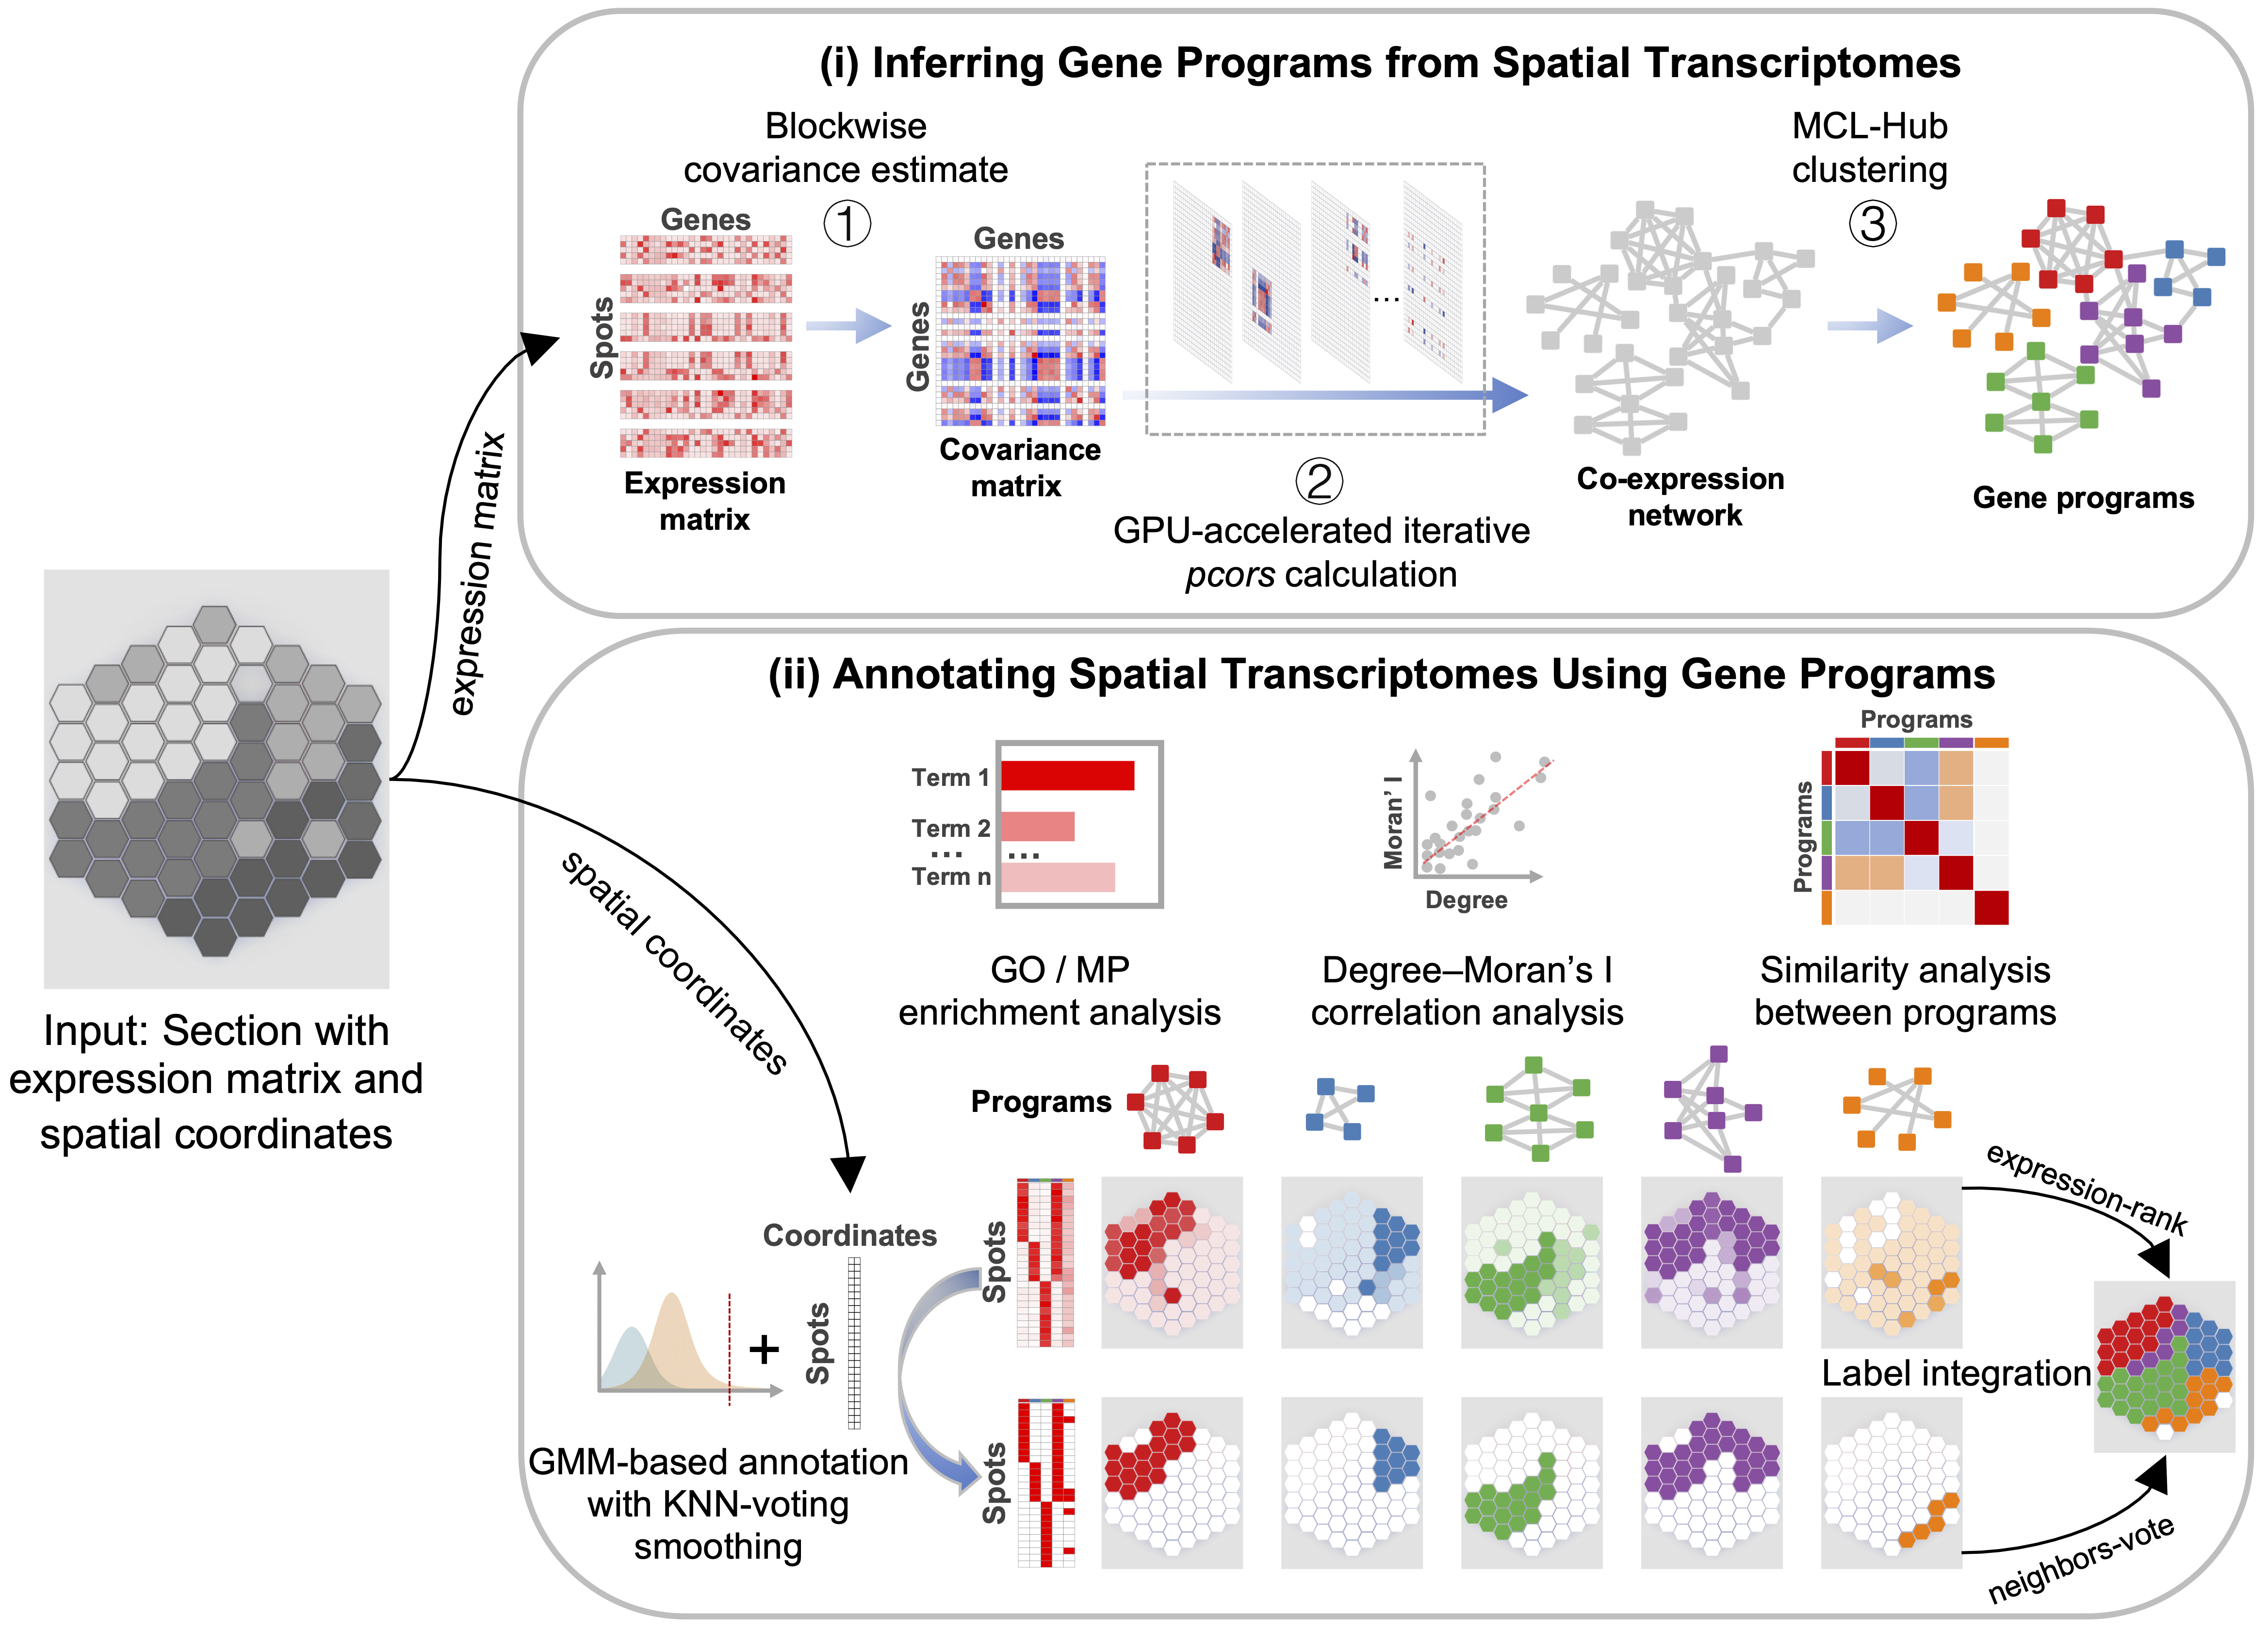 (i) Inferring Gene Programs from Spatial Transcriptomes
Blockwise
covariance estimate
①
Genes
Spots
Expression
matrix
Genes
Genes
Covariance
matrix
...
②
GPU-accelerated iterative
pcors calculation
Co-expression
network
MCL-Hub
clustering
③
Gene programs
expression matrix
Input: Section with
expression matrix and
spatial coordinates
spatial coordinates
(ii) Annotating Spatial Transcriptomes Using Gene Programs
Term 1
Term 2
... ...
Term n
GO / MP
enrichment analysis
Moran' I
Degree
Degree–Moran's I
correlation analysis
Programs
Programs
Similarity analysis
between programs
Programs
Coordinates
Spots
+
GMM-based annotation
with KNN-voting
smoothing
Spots
Spots
expression-rank
Label integration
neighbors-vote